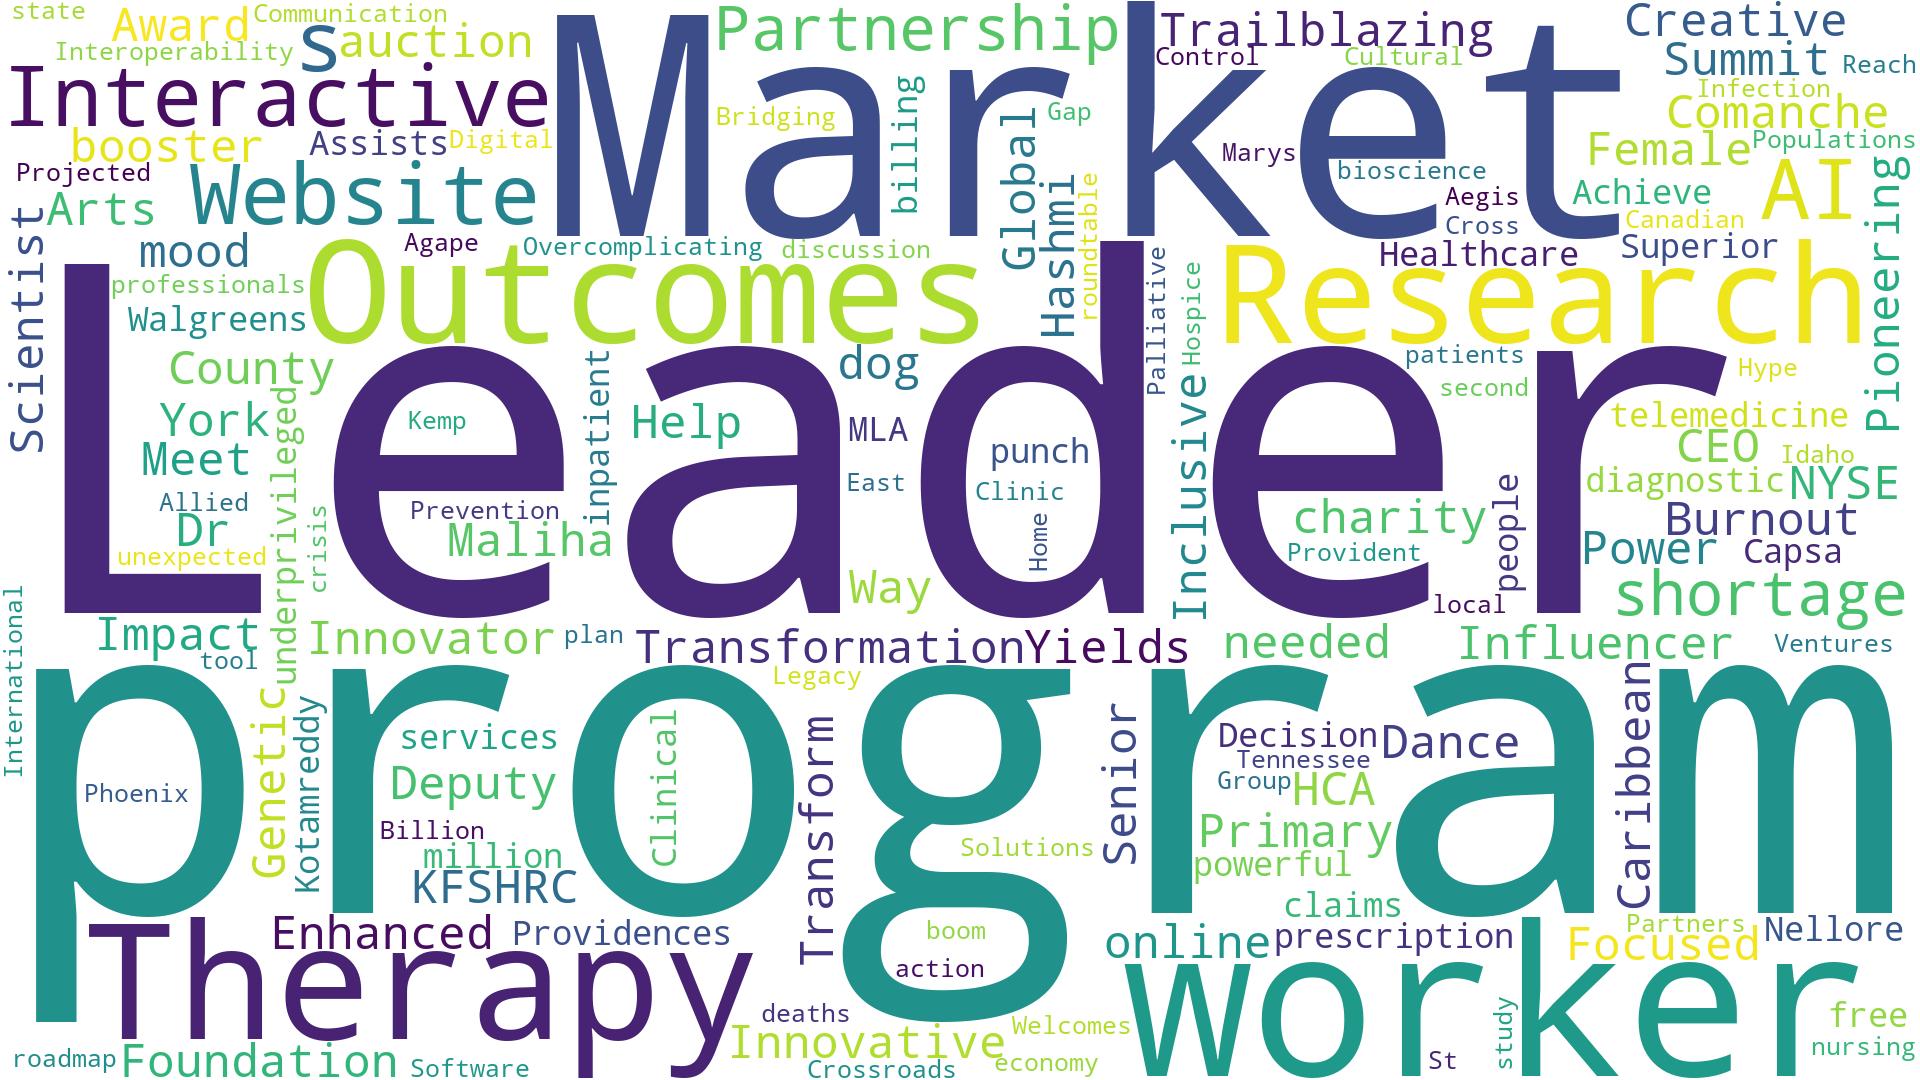 state
Communication
Award
Interoperability
s
auction
Market
Partnership
Trailblazing
Control
Cultural
Creative
Summit
Reach
Infection
Comanche
Interactive
booster
Assists
Digital
Bridging
billing
Gap
Global
Marys
bioscience
Female
Populations
Projected
Website
Arts
Hashmi
roundtable
Aegis
Cross
Achieve
AI
Canadian
Pioneering
Scientist
mood
Agape
Overcomplicating
discussion
Healthcare
Superior
professionals
Walgreens
Outcomes
Palliative
Hospice
Research
Leader
County
dog
patients
second
Hype
York
Meet
underprivileged
Kemp
inpatient
Help
MLA
punch
Inclusive
telemedicine
CEO
Idaho
diagnostic
NYSE
Allied
Dr
unexpected
crisis
Prevention
Maliha
East
Clinic
Home
charity
Provident
people
Burnout
Power
Capsa
Way
local
shortage
International
Impact
tool
Innovator
plan
Transformation
Yields
needed
Influencer
Ventures
Legacy
program
Genetic
Kotamreddy
services
Deputy
Clinical
Transform
Senior
Decision
Tennessee
Dance
Group
HCA
Caribbean
Phoenix
Billion
million
KFSHRC
Solutions
Primary
powerful
claims
Therapy
Enhanced
Providences
boom
action
online
prescription
Partners
Focused
Nellore
worker
deaths
Innovative
Welcomes
study
free
roadmap
Foundation
Software
Crossroads
economy
St
nursing